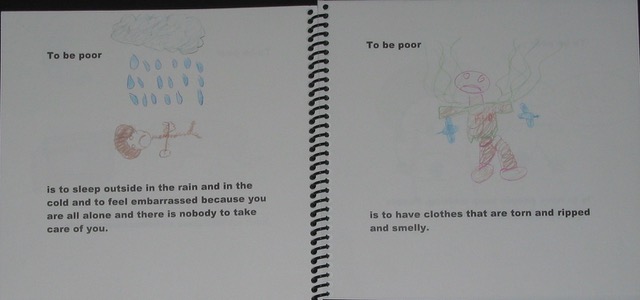 To be poor
is to sleep outside in the rain and in the
cold and to feel embarrassed because you
are all alone and there is nobody to take
care of you.
To be poor
is to have clothes that are torn and ripped
and smelly.